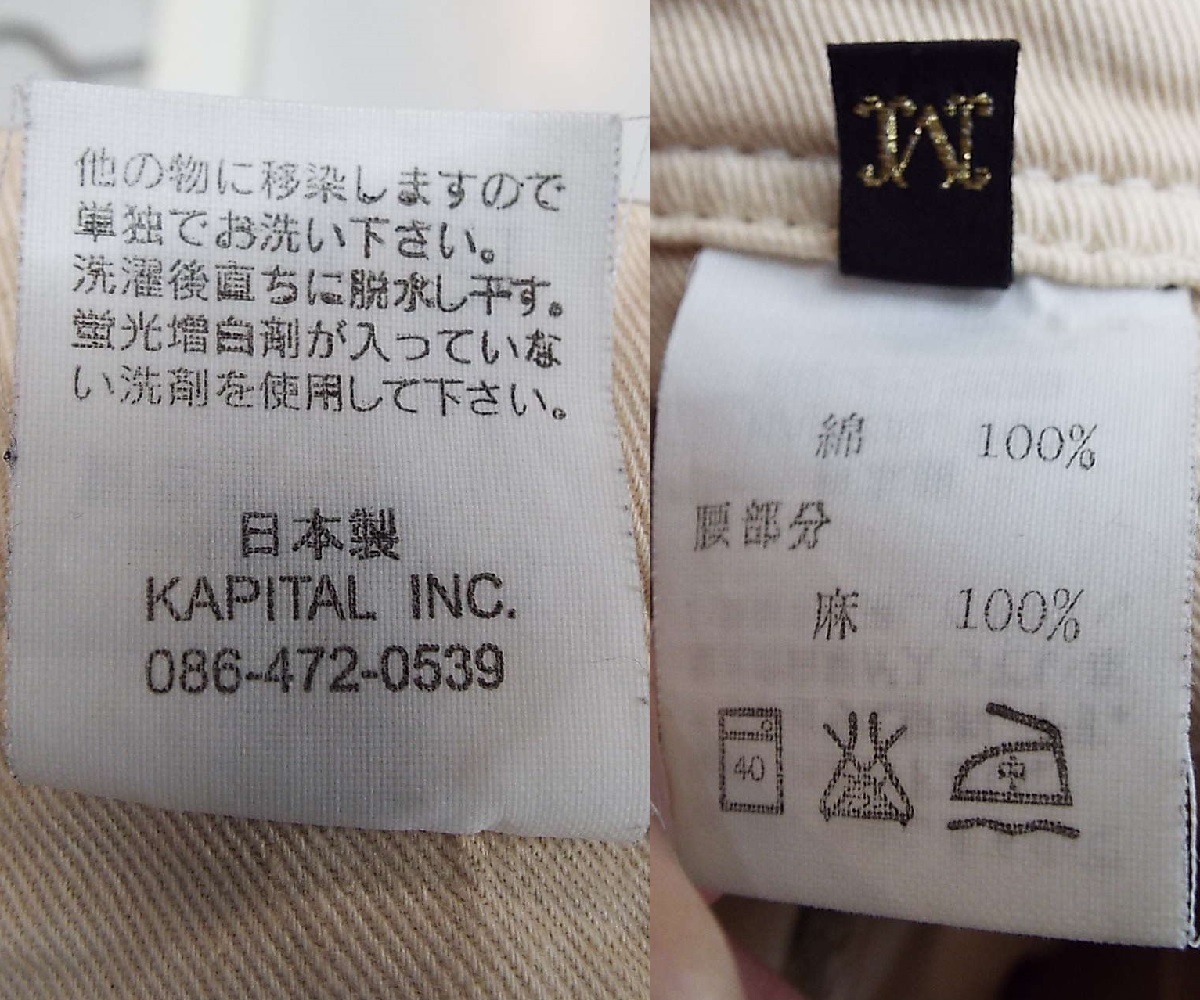 他の物に移染しますので
単独でお洗い下さい。
洗濯後直ちに脱水し干す。
蛍光増白剤が入っていな
い洗剤を使用して下さい。
日本製
KAPITAL INC.
086-472-0539
M
綿 100%
腰部分
麻 100%
40
中